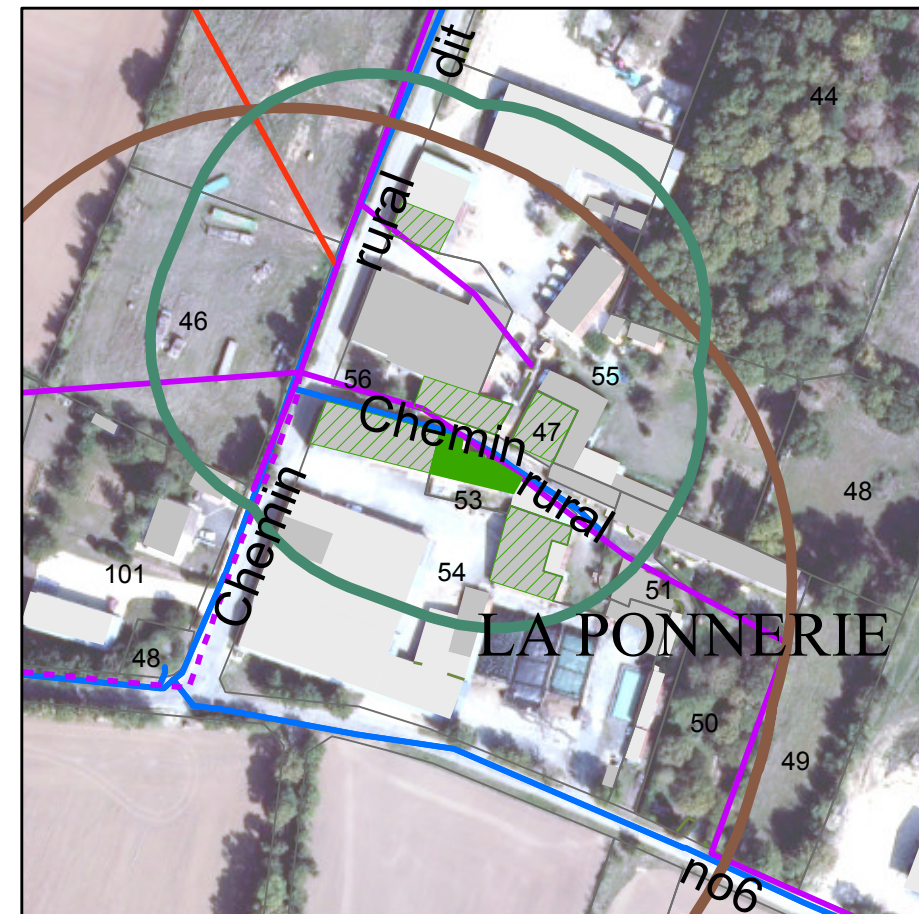 dit
44
rural
46
56
55
Chemin
47
rural
53
48
Chemin
54
101
51
LA PONNERIE
48
50
49
no6